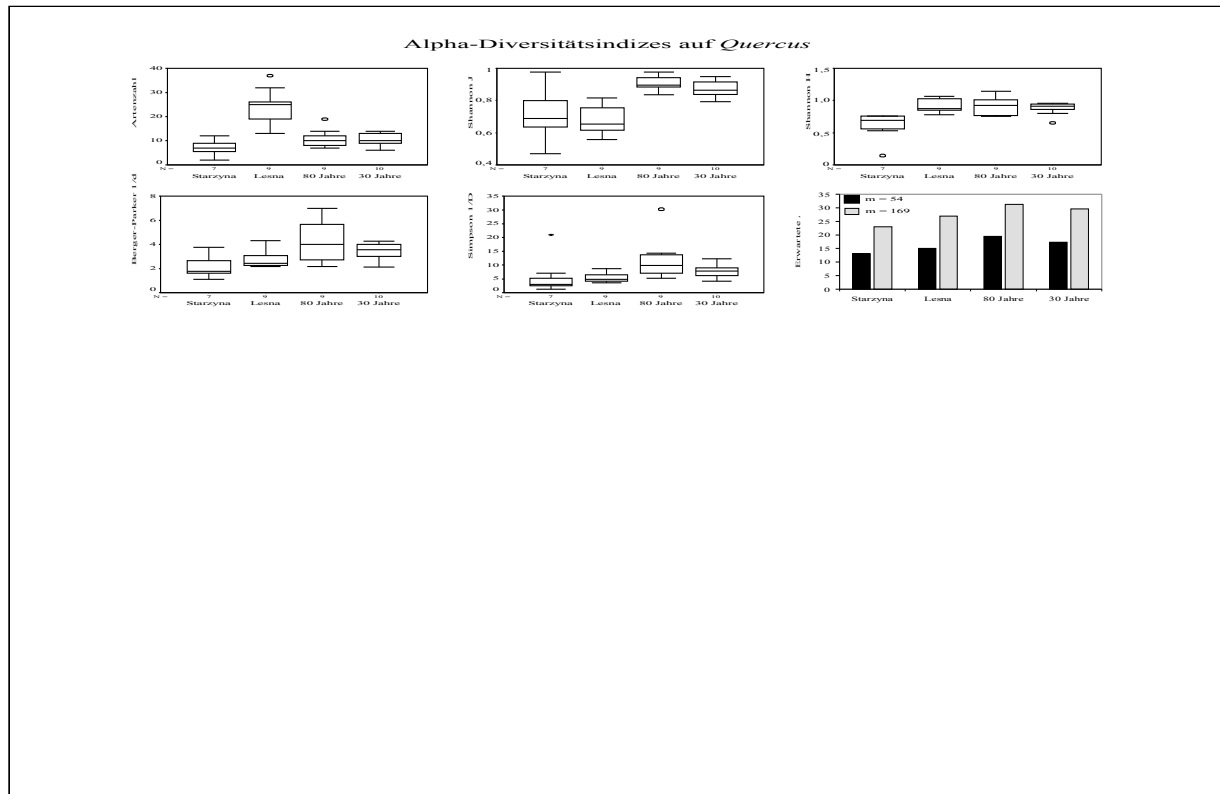 Alpha-Diversitätsindizes auf Quercus
Artenzahl
40
30
20
10
0
N =
7
9
9
10
Starzyna
Lesna
80 Jahre
30 Jahre
Shannon J
1
0,8
0,6
0,4
N =
7
9
9
10
Starzyna
Lesna
80 Jahre
30 Jahre
Shannon H
1,5
1,0
0,5
0
N =
7
9
9
10
Starzyna
Lesna
80 Jahre
30 Jahre
Berger-Parker 1/d
8
6
4
2
0
N =
7
9
9
10
Starzyna
Lesna
80 Jahre
30 Jahre
Simpson 1/D
35
30
25
20
15
10
5
0
N =
7
9
9
10
Starzyna
Lesna
80 Jahre
30 Jahre
Erwartete
35
30
25
20
15
10
5
0
m = 54
m = 169
Starzyna
Lesna
80 Jahre
30 Jahre